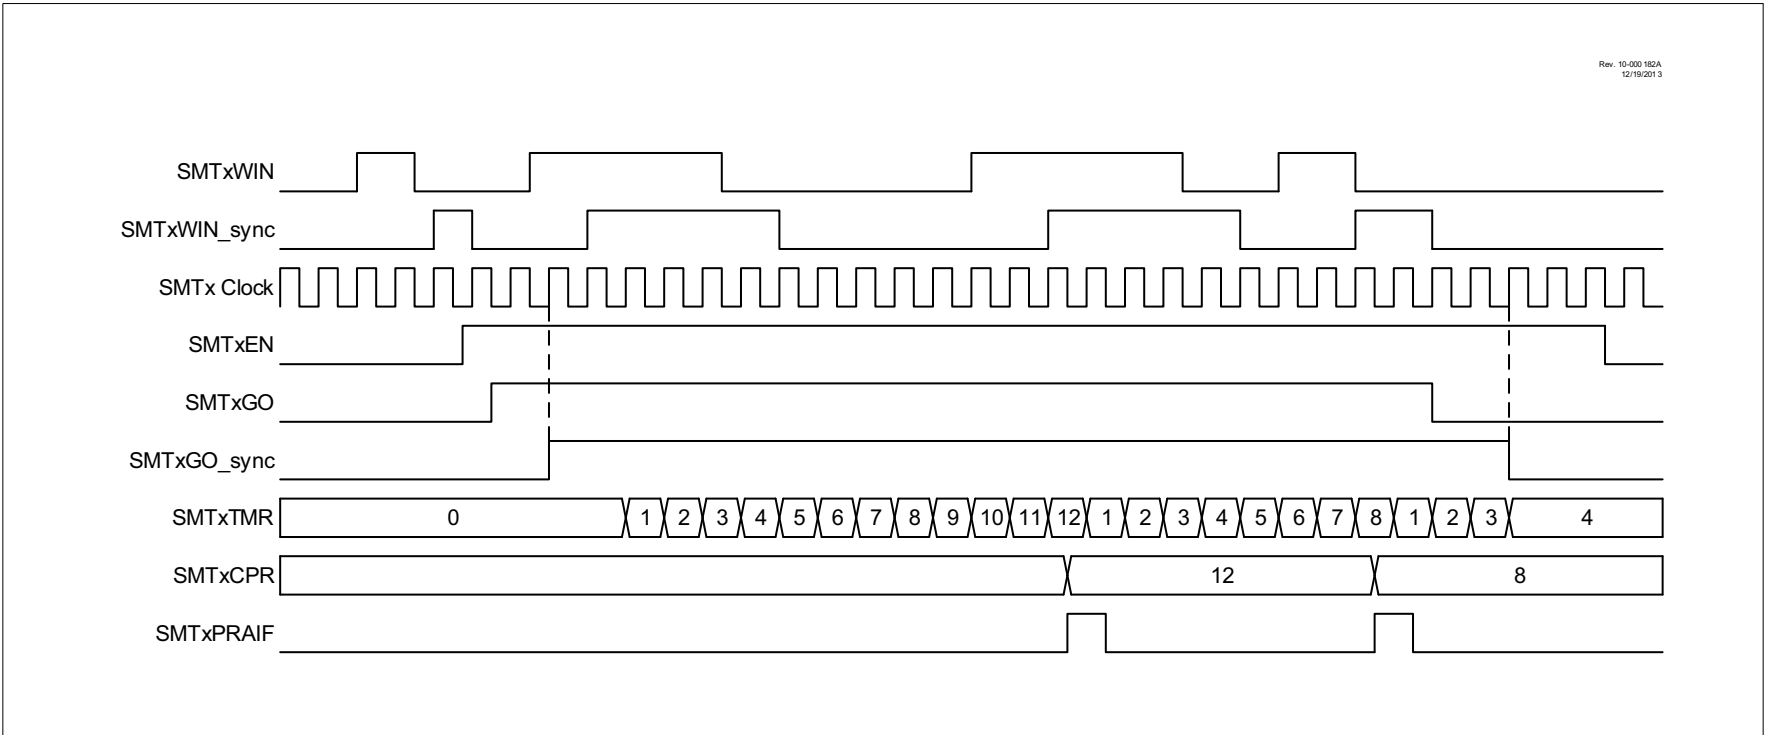 Rev. 10-000 182A
12/19/201 3
SMTxWIN
SMTxWIN_sync
SMTx Clock
SMTxEN
SMTxGO
SMTxGO_sync
SMTxTMR 0 1 2 3 4 5 6 7 8 9 10 11 12 1 2 3 4 5 6 7 8 1 2 3 4
SMTxCPR 12 8
SMTxPRAIF